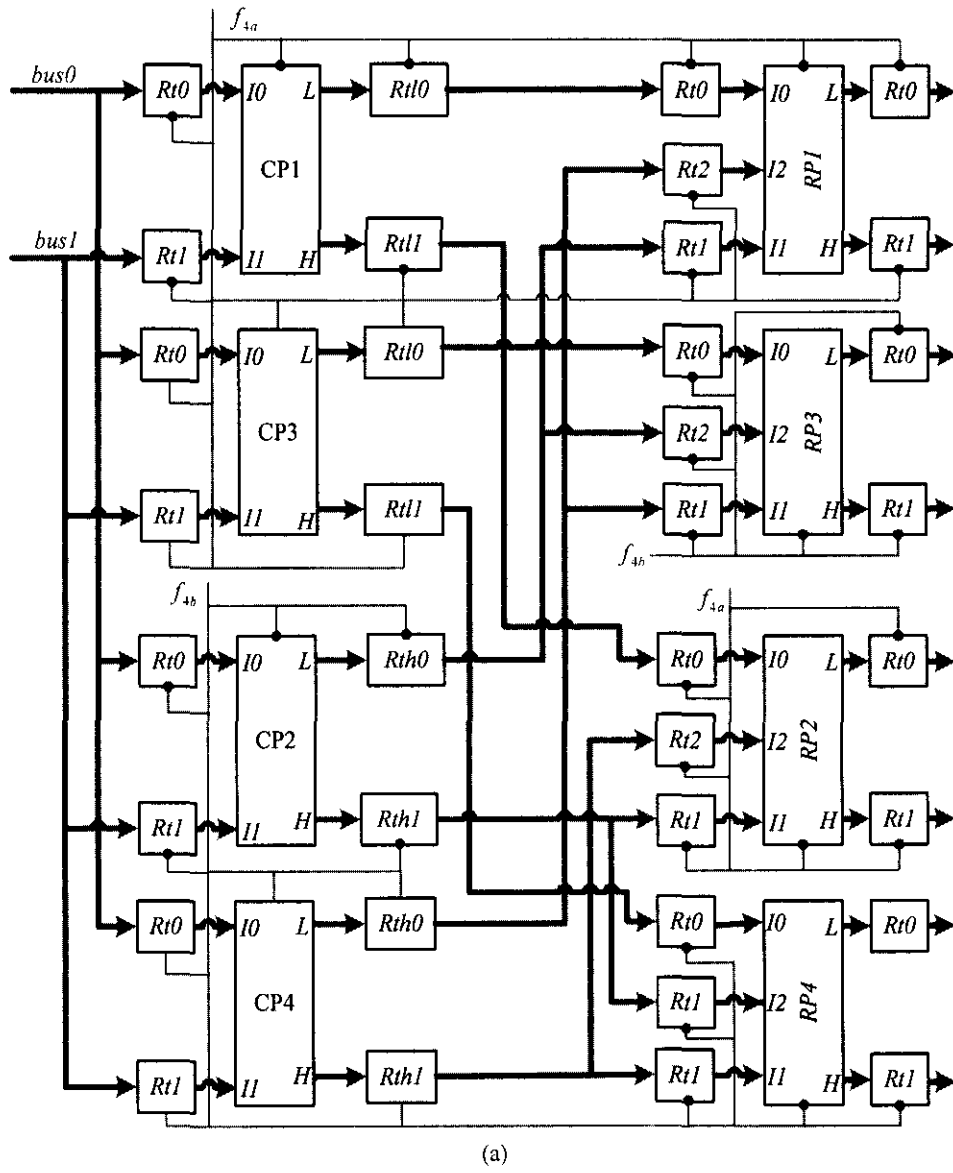 f4a
bus0
Rt0 I0 L Rtl0 Rt0 I0 L Rt0
CP1 Rt2 I2 RP1
bus1
Rt1 I1 H Rtl1 Rt1 I1 H Rt1
Rt0 I0 L Rtl0 Rt0 I0 L Rt0
CP3 Rt2 I2 RP3
Rt1 I1 H Rtl1 Rt1 I1 H Rt1
f4b
f4b f4a
Rt0 I0 L Rth0 Rt0 I0 L Rt0
CP2 Rt2 I2 RP2
Rt1 I1 H Rth1 Rt1 I1 H Rt1
Rt0 I0 L Rth0 Rt0 I0 L Rt0
CP4 Rt1 I2 RP4
Rt1 I1 H Rth1 Rt1 I1 H Rt1
(a)